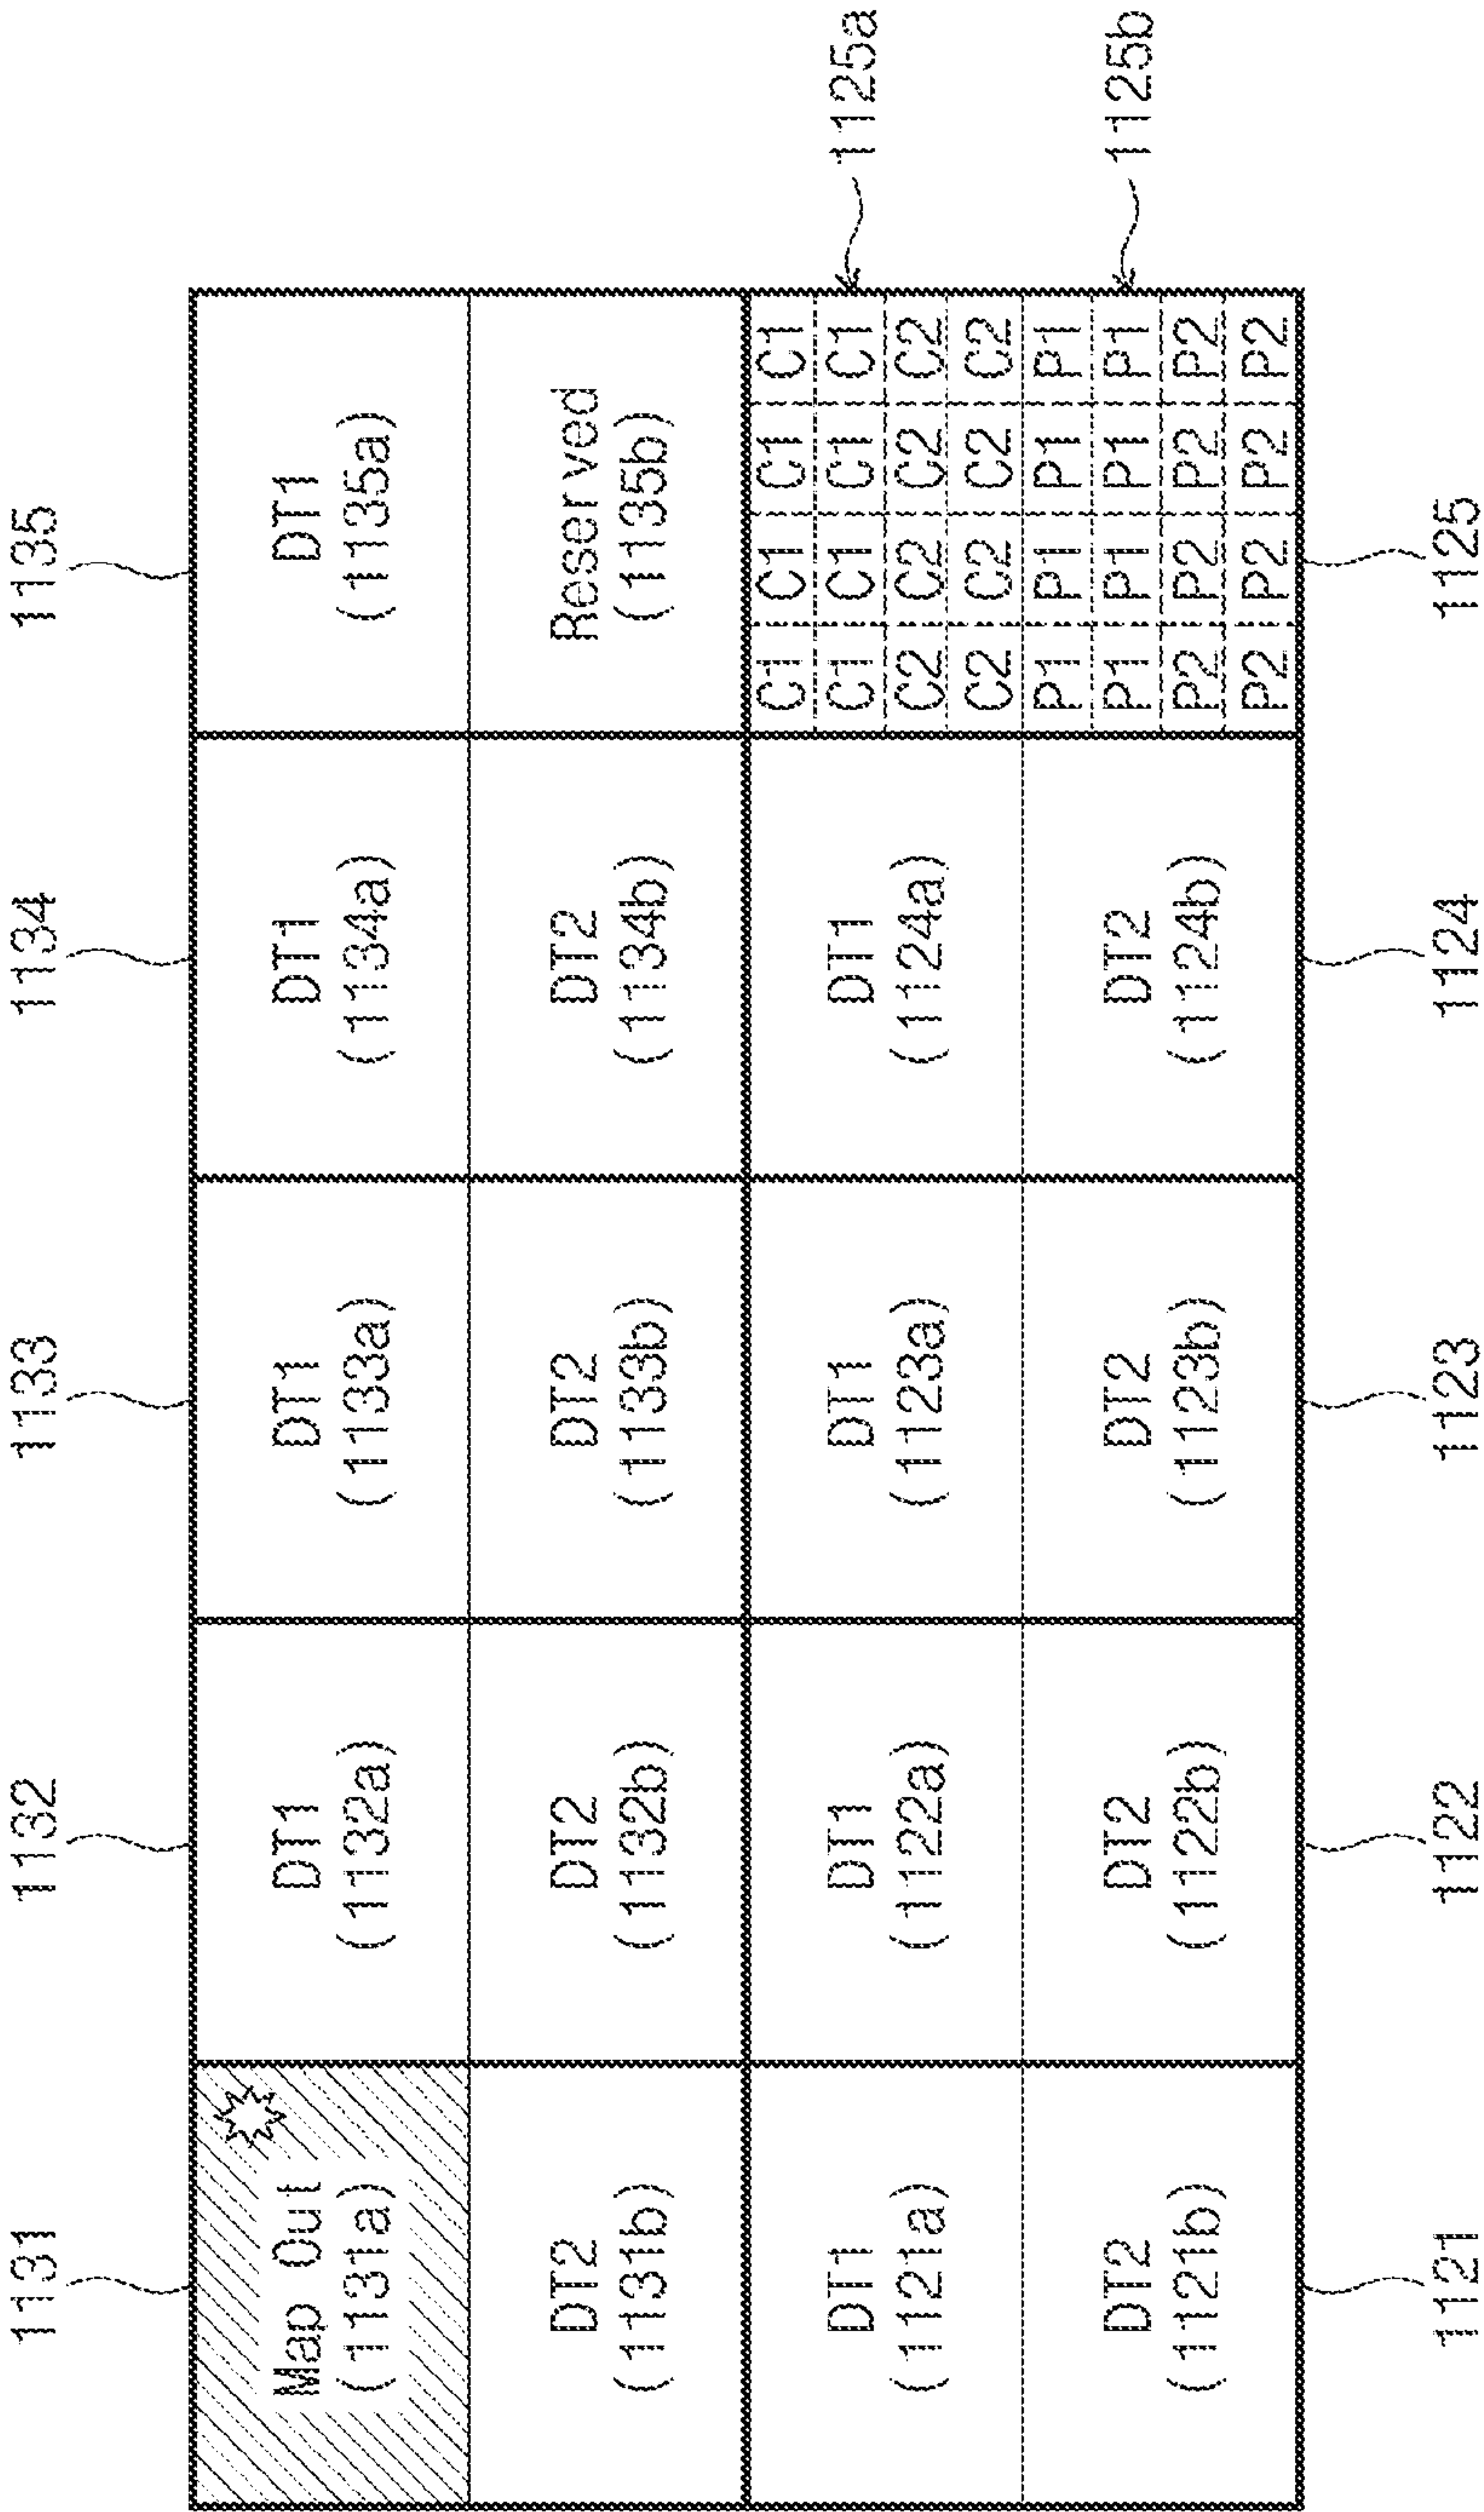 1131 1132 1133 1134 1135
Map Out DT1 DT1 DT1 DT1
(1131a) (1132a) (1133a) (1134a) (1135a)
DT2 DT2 DT2 DT2 Reserved
(1131b) (1132b) (1133b) (1134b) (1135b)
C1 C1 C1 C1
DT1 DT1 DT1 DT1 C1 C1 C1 C1 1125a
(1121a) (1122a) (1123a) (1124a) C2 C2 C2 C2
C2 C2 C2 C2
P1 P1 P1 P1
DT2 DT2 DT2 DT2 P1 P1 P1 P1 1125b
(1121b) (1122b) (1123b) (1124b) P2 P2 P2 P2
P2 P2 P2 P2
1121 1122 1123 1124 1125